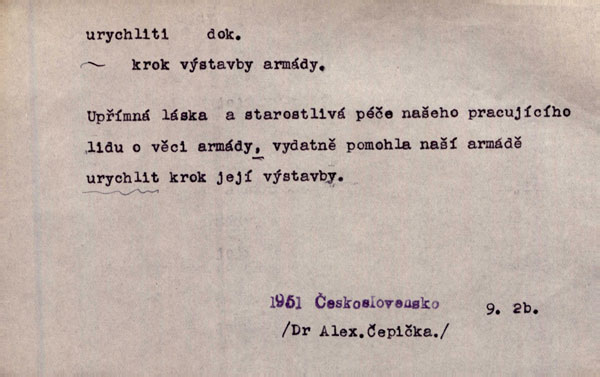 urychliti dok.
~ krok výstavby armády.
Upřímná láska a starostlivá péče našeho pracujícího
lidu o věci armády, vydatně pomohla naší armádě
urychlit krok její výstavby.
1951 Československo 9. 2b.
/Dr Alex.Čepička./